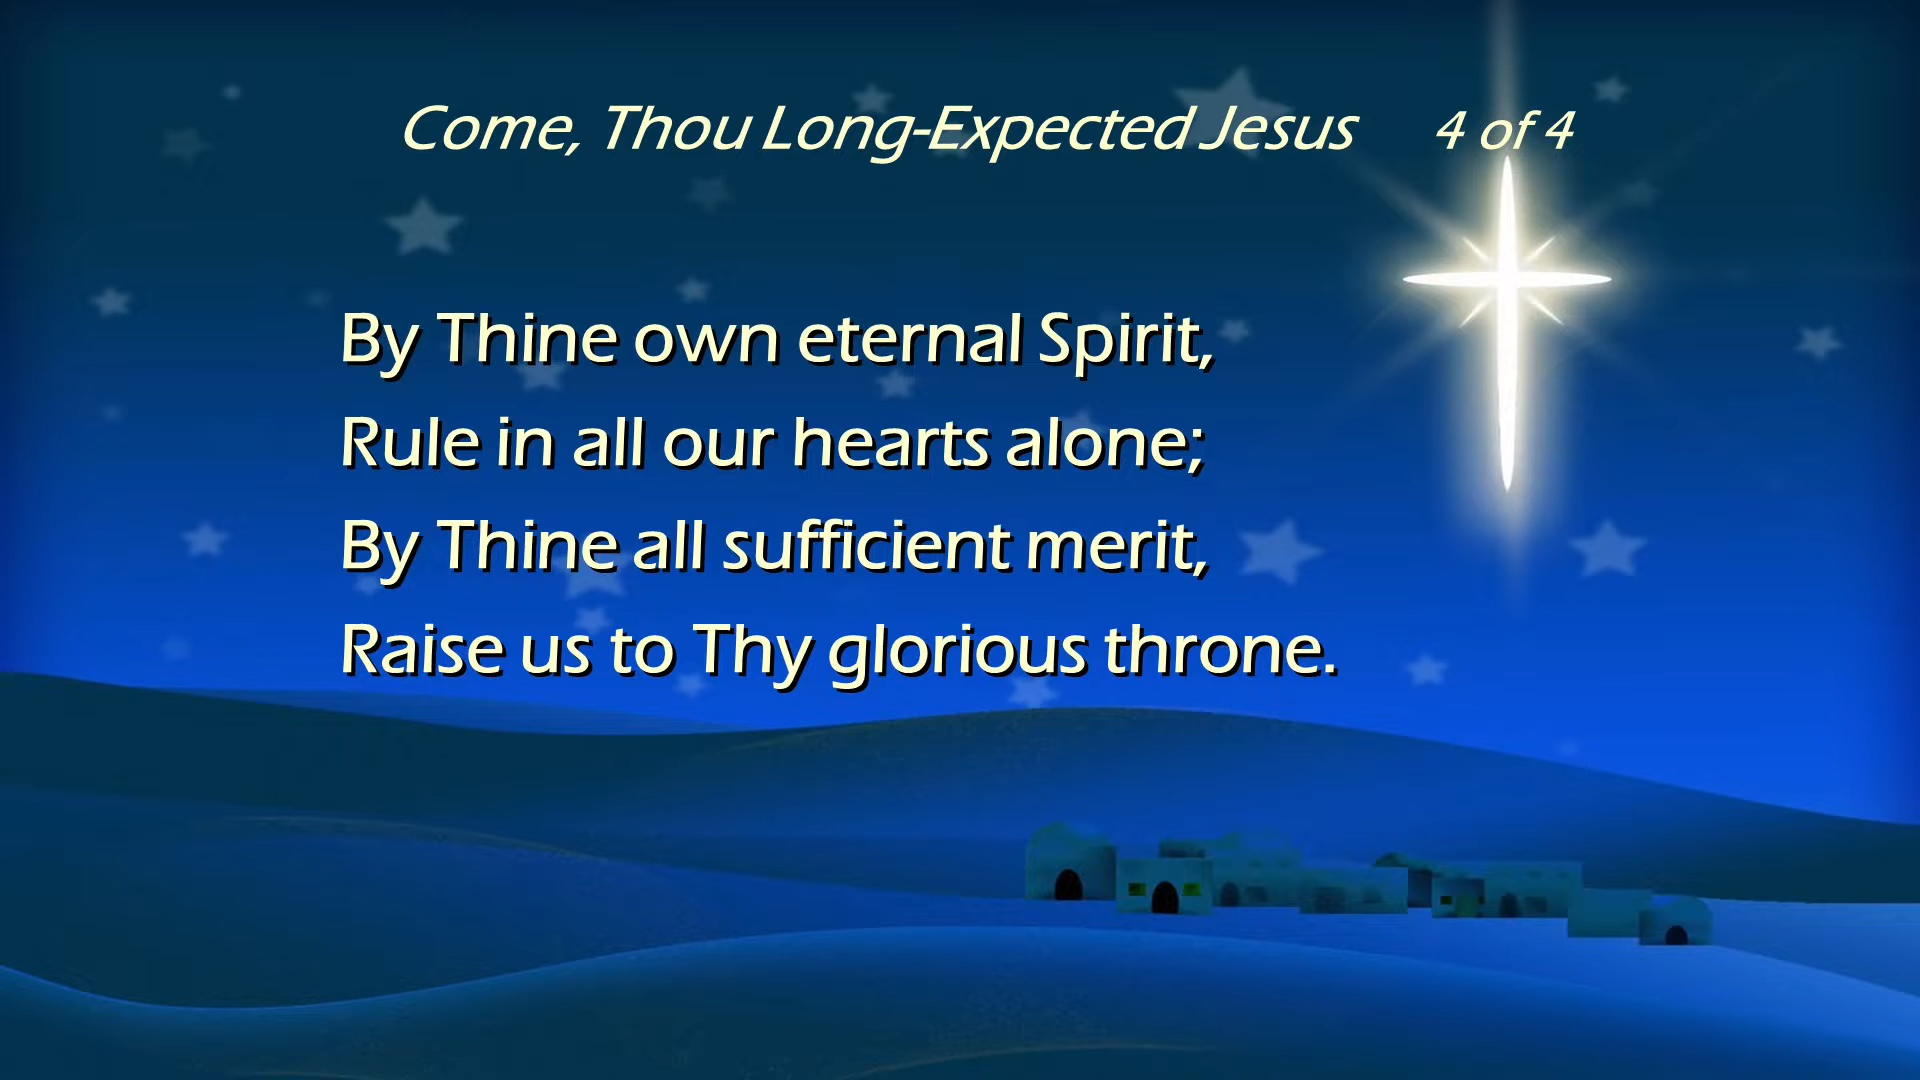 Come, Thou Long-Expected Jesus 4 of 4
By Thine own eternal Spirit,
Rule in all our hearts alone;
By Thine all sufficient merit,
Raise us to Thy glorious throne.